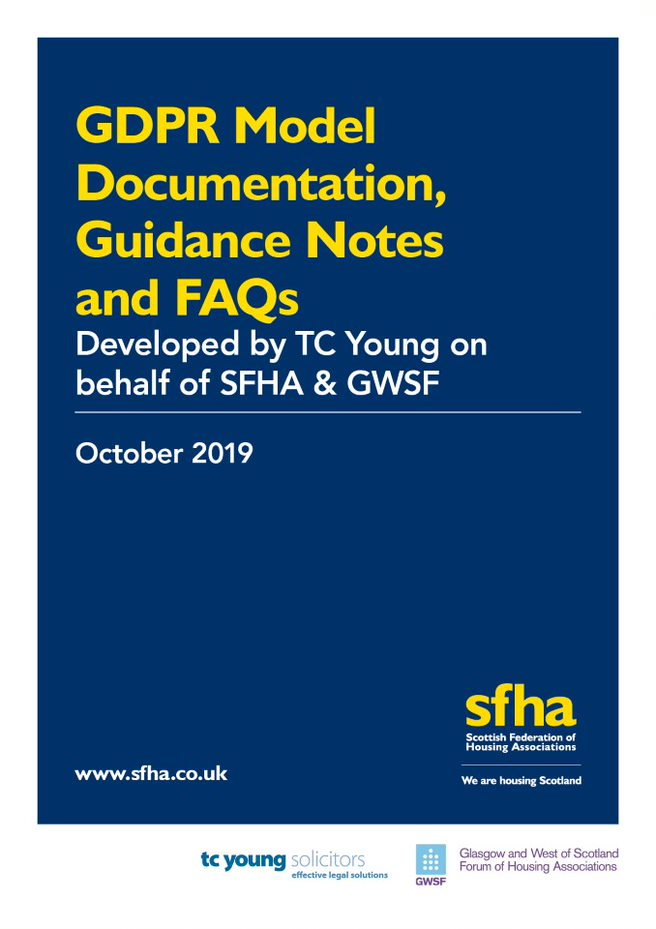 GDPR Model
Documentation,
Guidance Notes
and FAQs
Developed by TC Young on
behalf of SFHA & GWSF
October 2019
sfha
Scottish Federation of
Housing Associations
We are housing Scotland
www.sfha.co.uk
tc young solicitors
effective legal solutions
GWSF
Glasgow and West of Scotland
Forum of Housing Associations